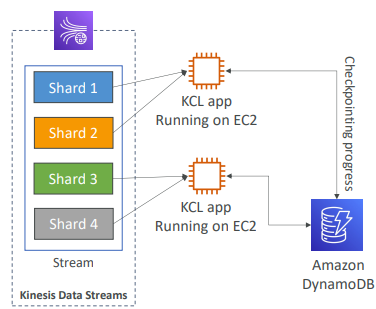 Shard 1
Shard 2
Shard 3
Shard 4
Stream
Kinesis Data Streams
KCL app
Running on EC2
KCL app
Running on EC2
Checkpointing progress
Amazon
DynamoDB